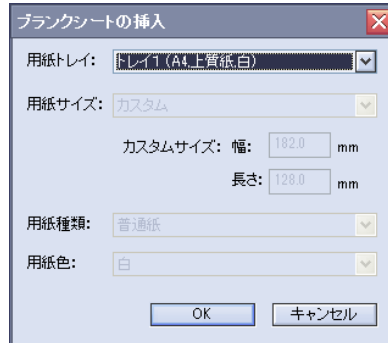 ブランクシートの挿入
用紙トレイ: トレイ1 (A4,上質紙,白)
用紙サイズ: カスタム
カスタムサイズ: 幅: 182.0 mm
長さ: 128.0 mm
用紙種類: 普通紙
用紙色: 白
OK キャンセル